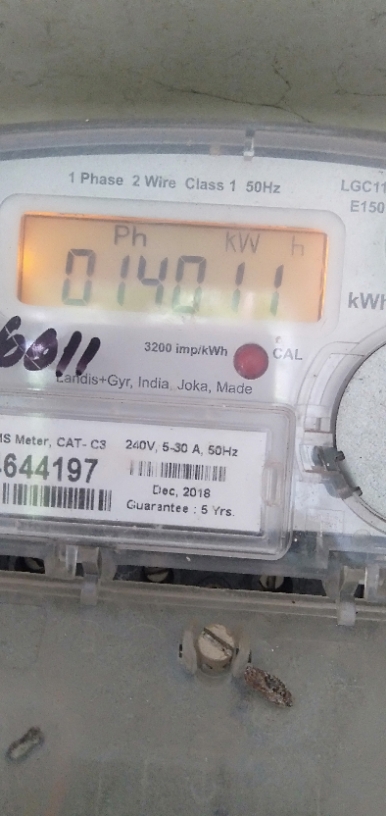 1 Phase 2 Wire Class 1 50Hz
LGC11
E150
Ph kW h
014011
kWh
6011
3200 imp/kWh
CAL
Landis+Gyr, India, Joka, Made
MS Meter, CAT- C3
240V, 5-30 A, 50Hz
644197
Dec, 2018
Guarantee : 5 Yrs.